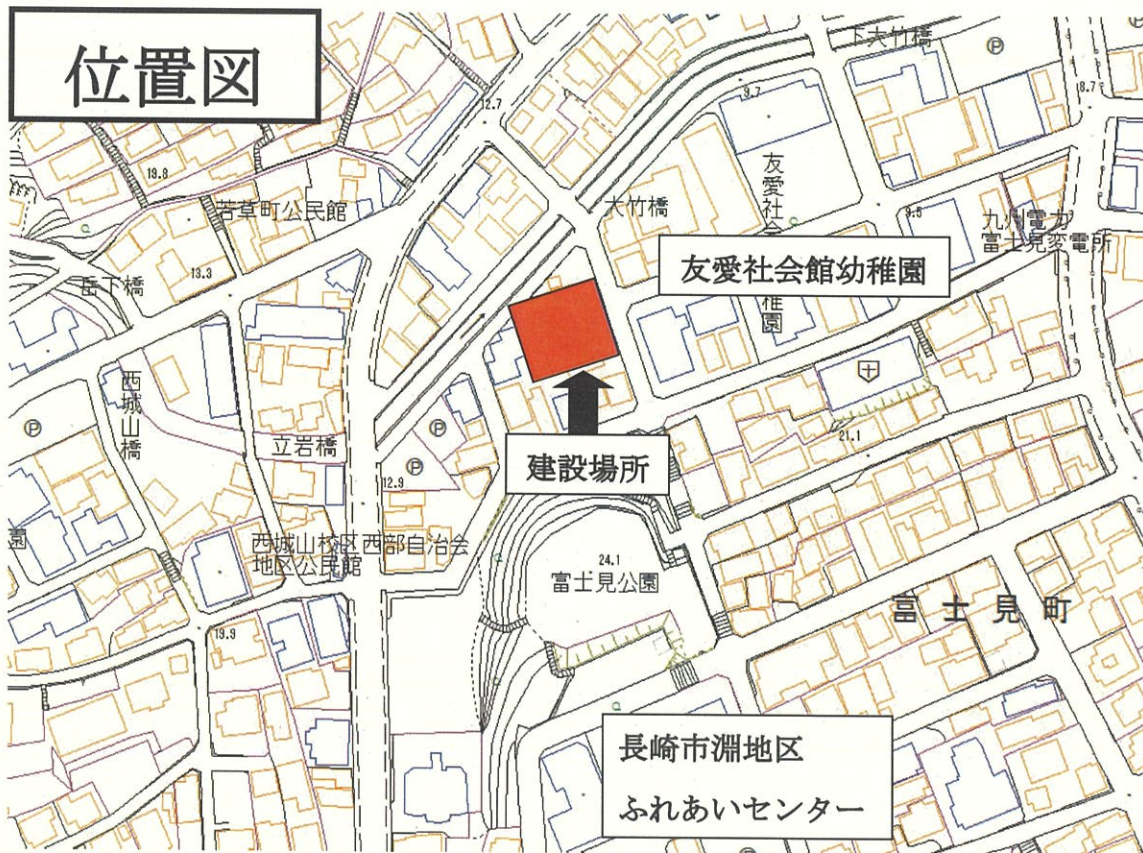 位置図
下大竹橋
Ⓟ
8.7
12.7
9.7
19.8
若草町公民館
大竹橋
友愛社会
稚園
9.5
九州電力
富士見変電所
友愛社会館幼稚園
岳下橋
13.3
西城山橋
Ⓟ
立岩橋
Ⓟ
Ⓟ
12.9
建設場所
21.1
園
西城山校区西部自治会
地区公民館
24.1
富士見公園
富士見町
19.9
長崎市淵地区
ふれあいセンター